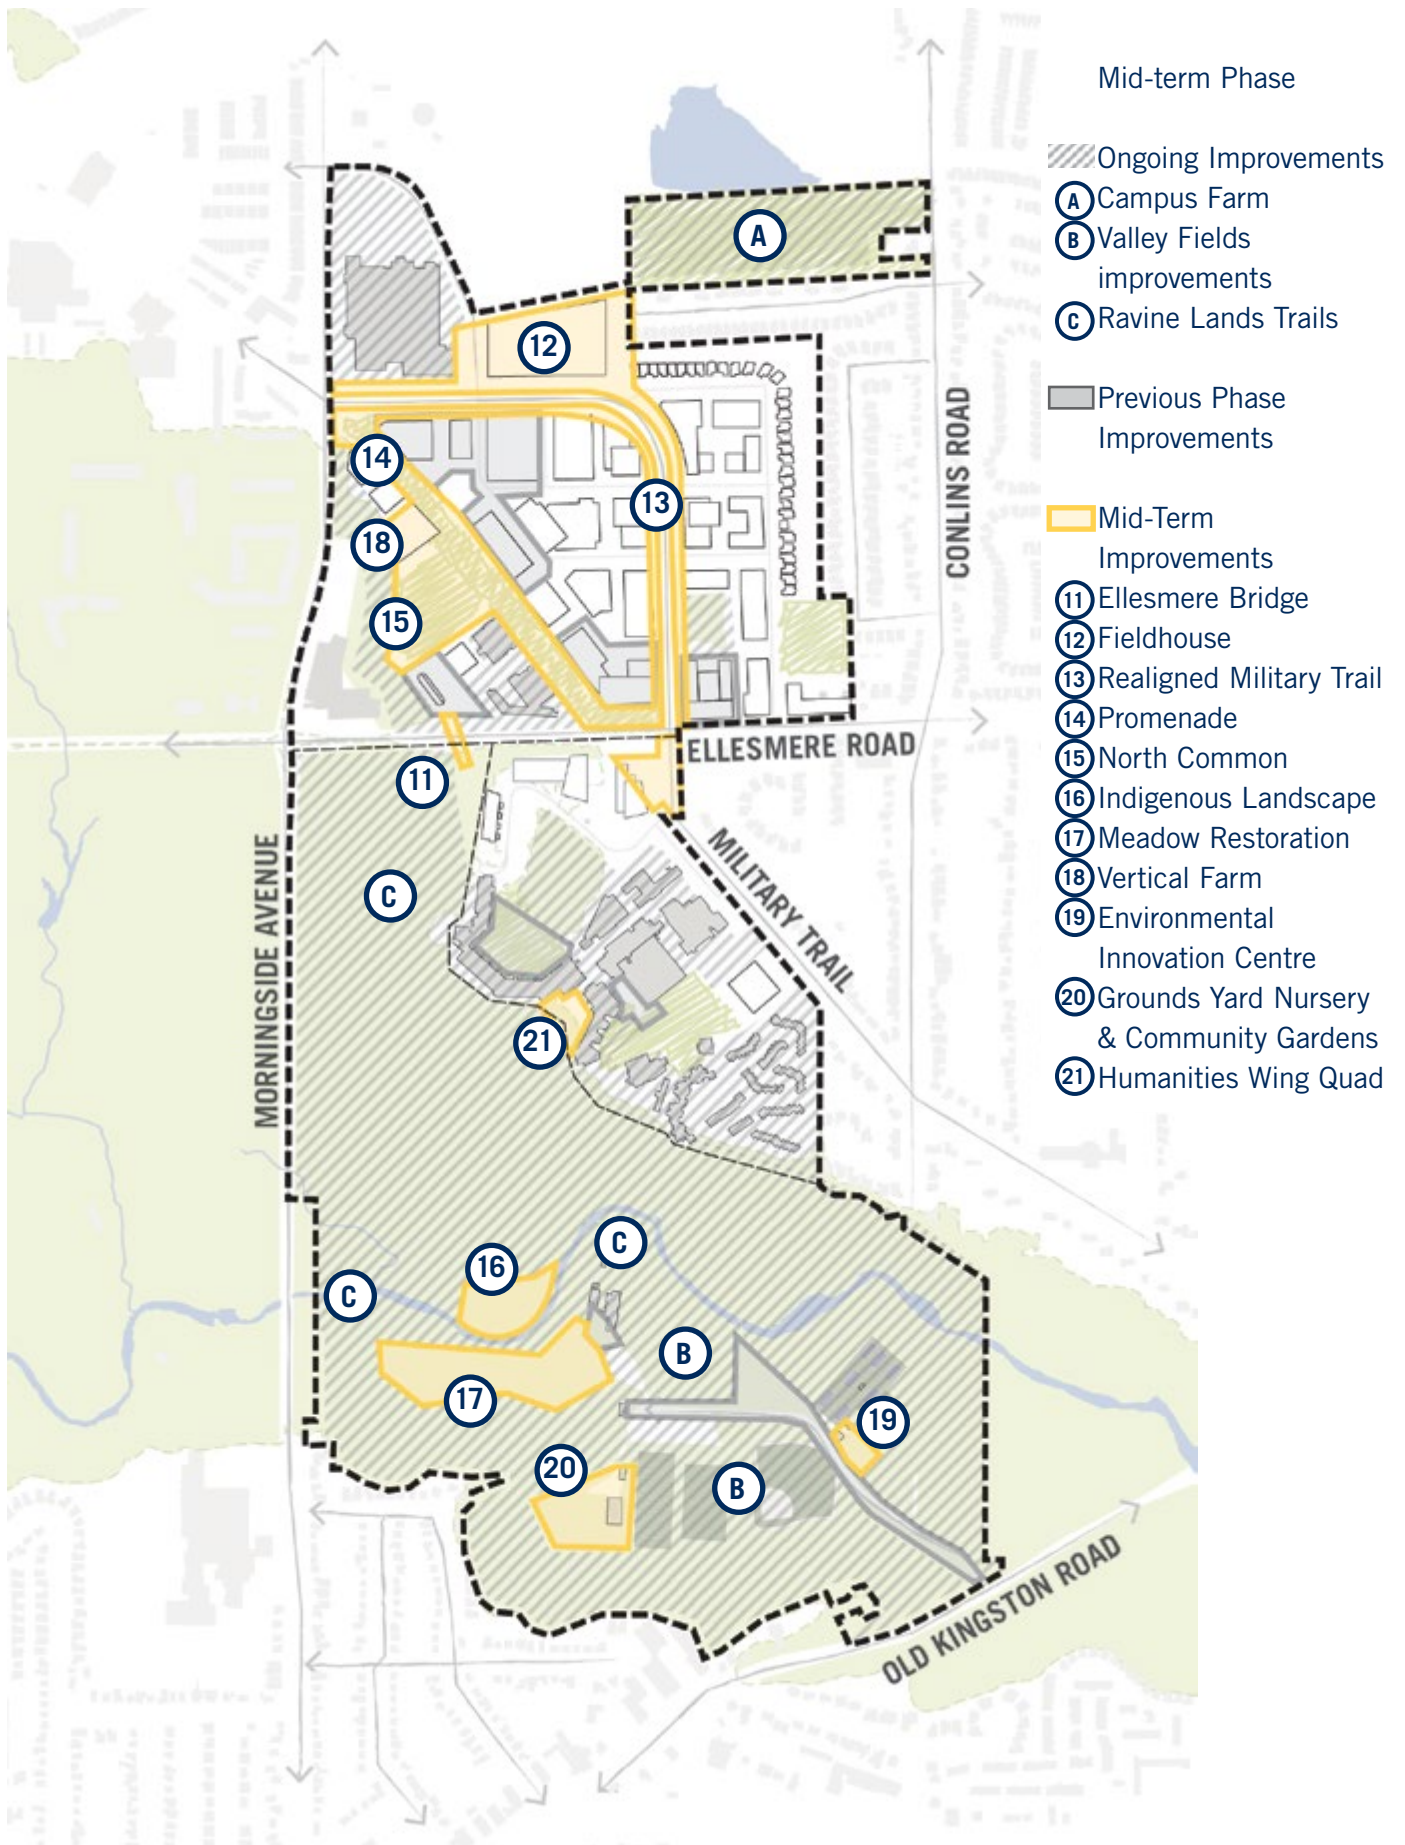 Mid-term Phase
Ongoing Improvements
A Campus Farm
B Valley Fields
improvements
C Ravine Lands Trails
Previous Phase
Improvements
Mid-Term
Improvements
11 Ellesmere Bridge
12 Fieldhouse
13 Realigned Military Trail
14 Promenade
15 North Common
16 Indigenous Landscape
17 Meadow Restoration
18 Vertical Farm
19 Environmental
Innovation Centre
20 Grounds Yard Nursery
& Community Gardens
21 Humanities Wing Quad
A
12
14
13
18
15
CONLINS ROAD
ELLESMERE ROAD
11
MILITARY TRAIL
C
MORNINGSIDE AVENUE
21
C
16
C
B
17
19
20
B
OLD KINGSTON ROAD